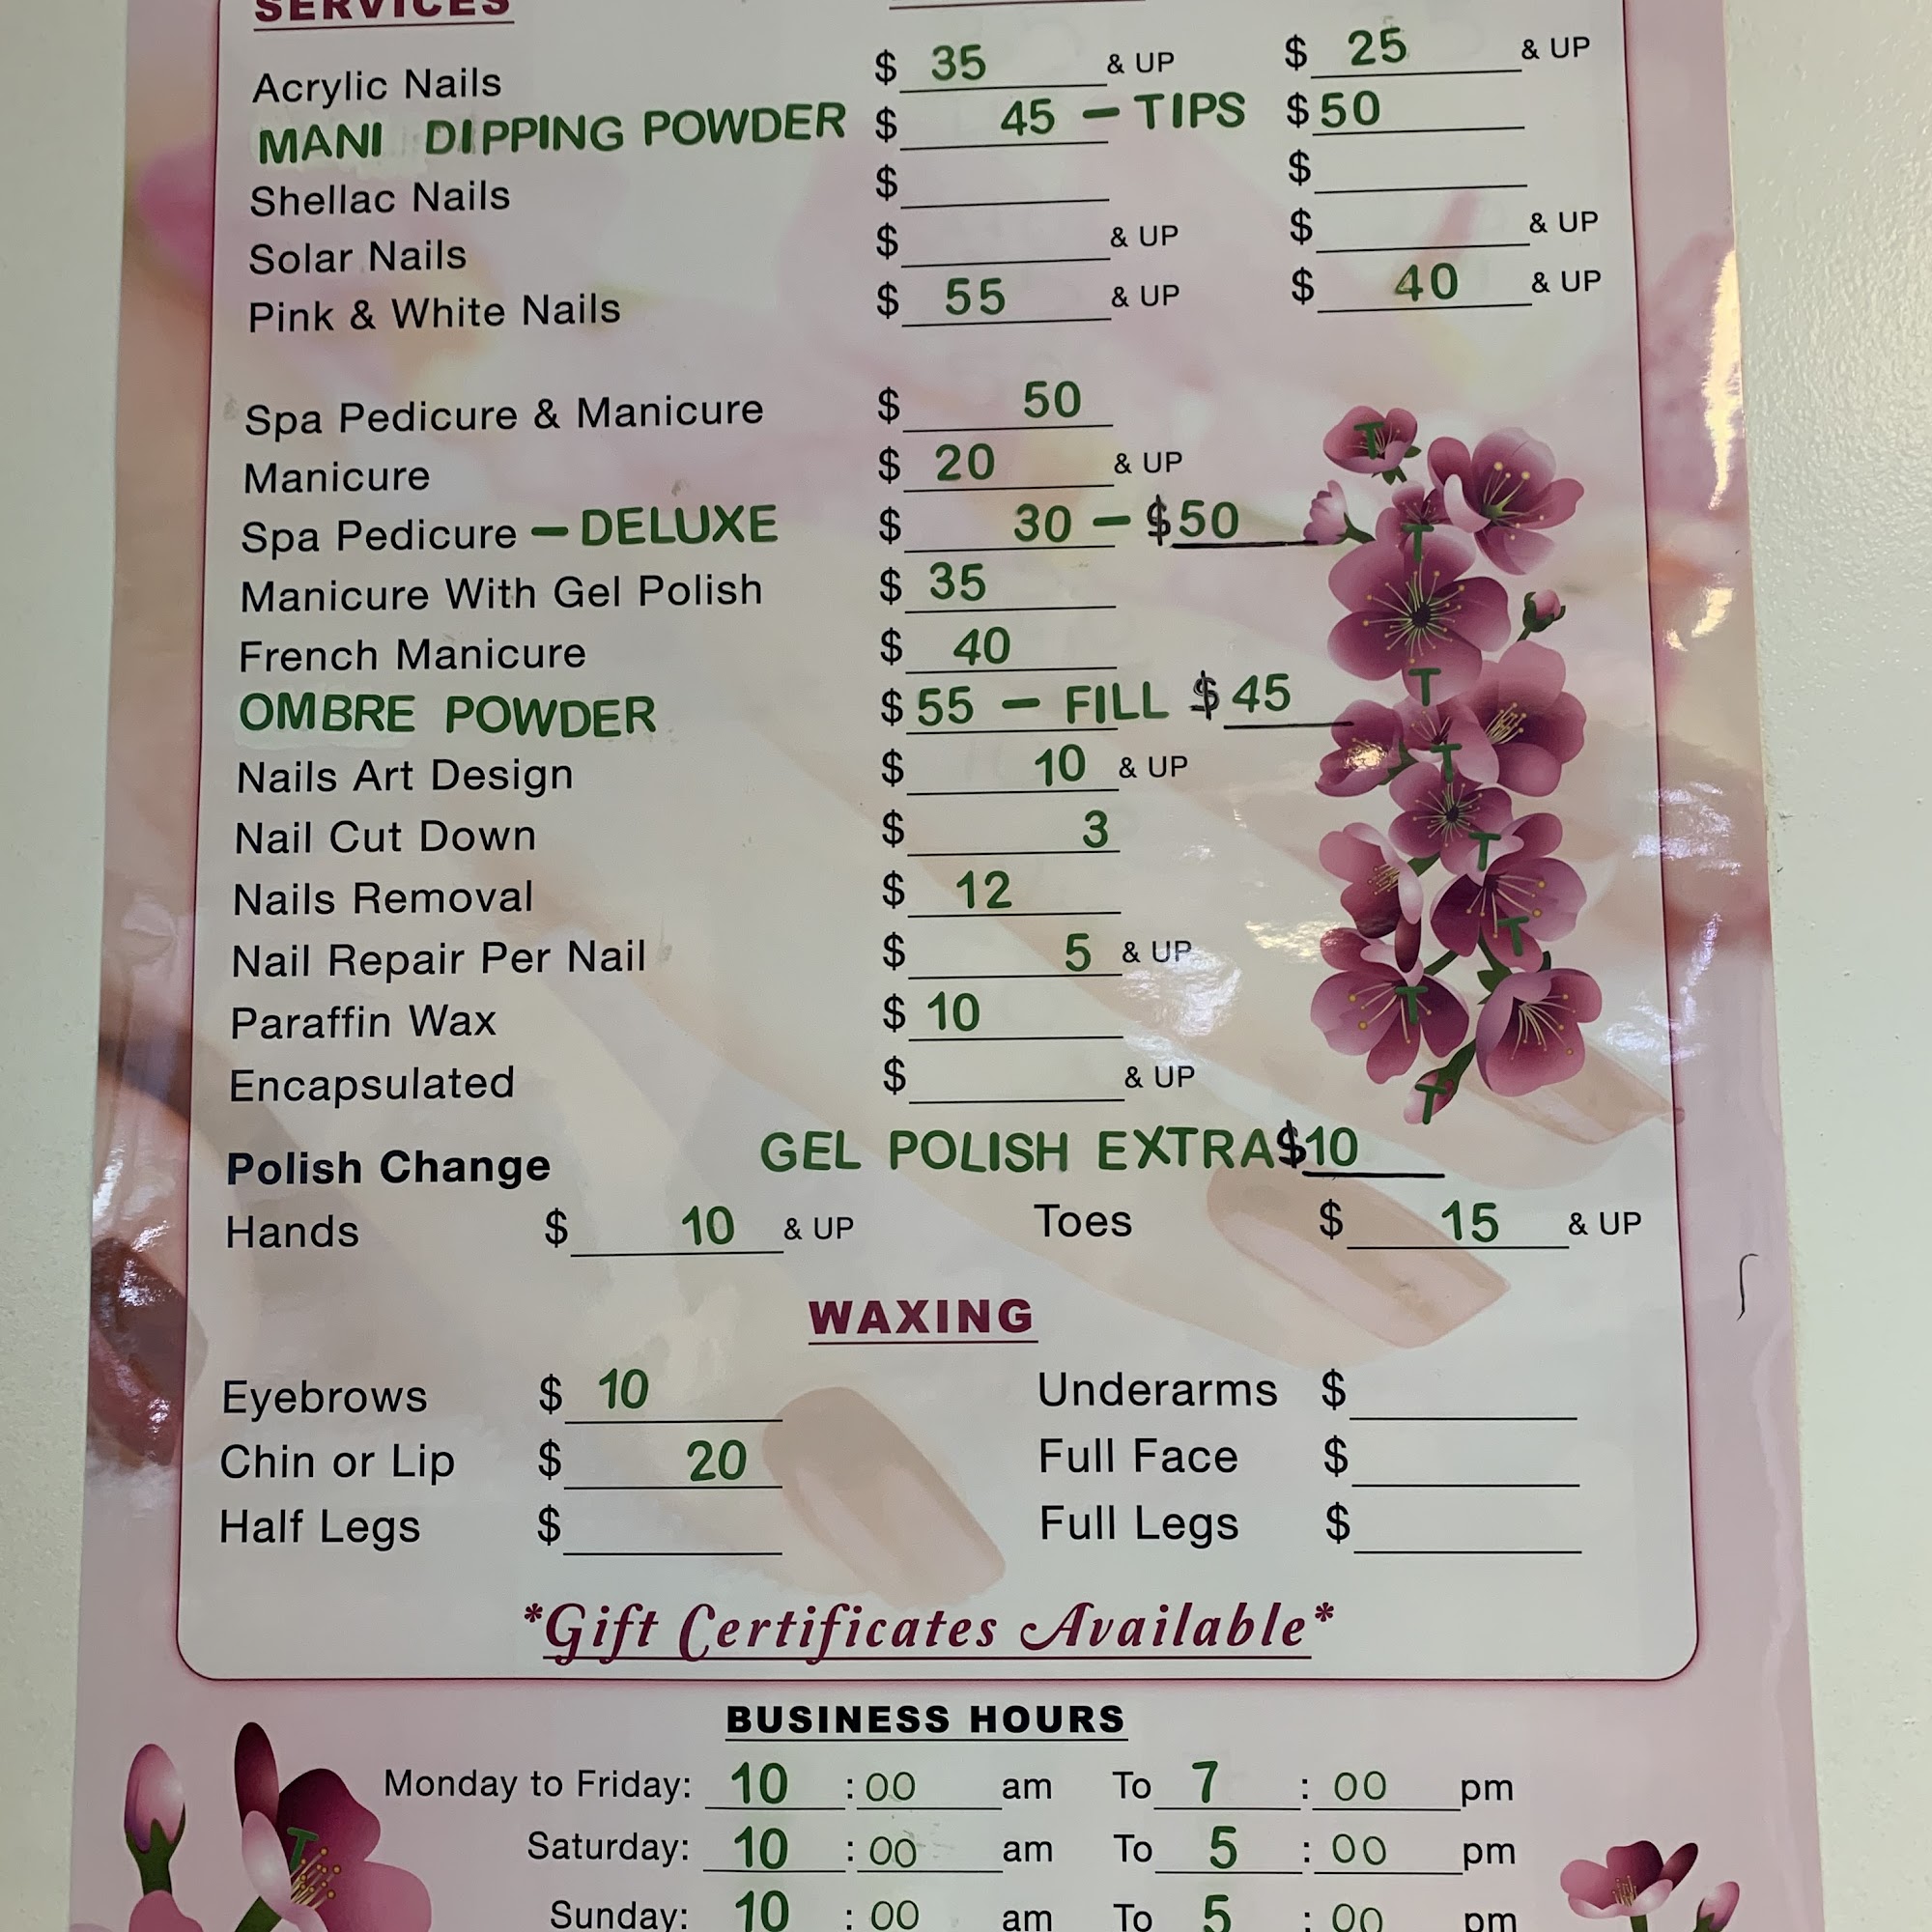 SERVICES
Acrylic Nails $ 35 & UP $ 25 & UP
MANI DIPPING POWDER $ 45 - TIPS $ 50
Shellac Nails $ $
Solar Nails $ & UP $ & UP
Pink & White Nails $ 55 & UP $ 40 & UP
Spa Pedicure & Manicure $ 50
Manicure $ 20 & UP
Spa Pedicure - DELUXE $ 30 - $50
Manicure With Gel Polish $ 35
French Manicure $ 40
OMBRE POWDER $ 55 - FILL $ 45
Nails Art Design $ 10 & UP
Nail Cut Down $ 3
Nails Removal $ 12
Nail Repair Per Nail $ 5 & UP
Paraffin Wax $ 10
Encapsulated $ & UP
Polish Change GEL POLISH EXTRA $10
Hands $ 10 & UP Toes $ 15 & UP
WAXING
Eyebrows $ 10 Underarms $
Chin or Lip $ 20 Full Face $
Half Legs $ Full Legs $
*Gift Certificates Available*
BUSINESS HOURS
Monday to Friday: 10 : 00 am To 7 : 00 pm
Saturday: 10 : 00 am To 5 : 00 pm
Sunday: 10 : 00 am To 5 : 00 pm